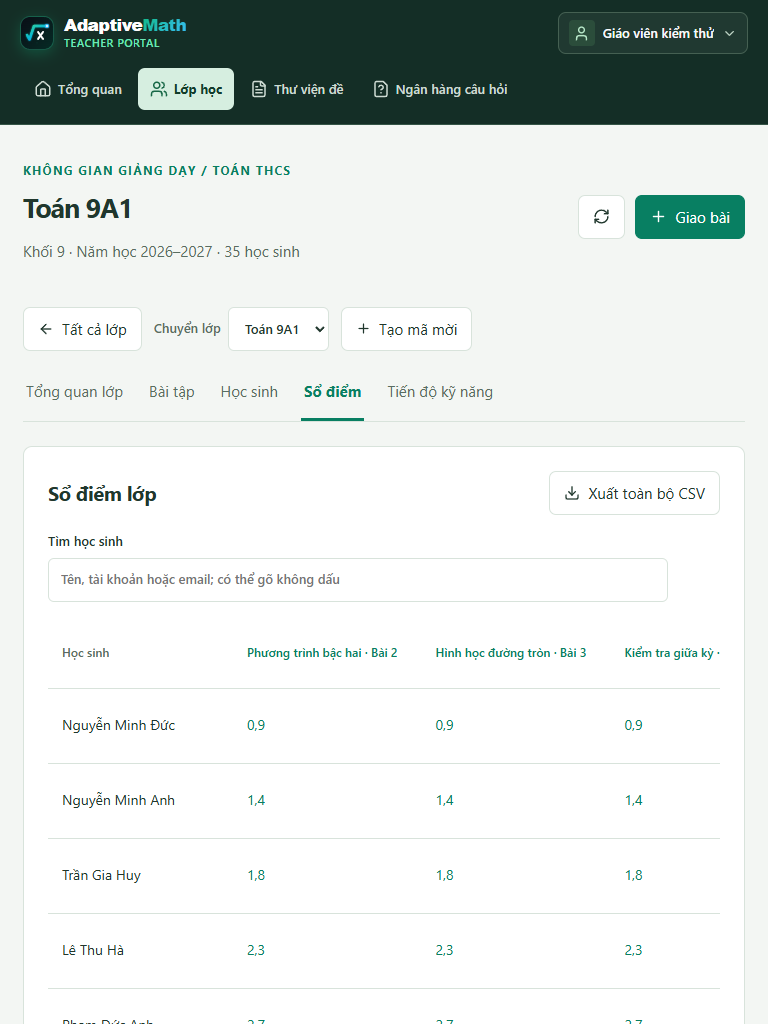 AdaptiveMath
TEACHER PORTAL
Giáo viên kiểm thử
Tổng quan
Lớp học
Thư viện đề
Ngân hàng câu hỏi
KHÔNG GIAN GIẢNG DẠY / TOÁN THCS
Toán 9A1
Giao bài
Khối 9 · Năm học 2026–2027 · 35 học sinh
Tất cả lớp
Chuyển lớp
Toán 9A1
Tạo mã mời
Tổng quan lớp
Bài tập
Học sinh
Sổ điểm
Tiến độ kỹ năng
Sổ điểm lớp
Xuất toàn bộ CSV
Tìm học sinh
Tên, tài khoản hoặc email; có thể gõ không dấu
Học sinh Phương trình bậc hai · Bài 2 Hình học đường tròn · Bài 3 Kiểm tra giữa kỳ ·
Nguyễn Minh Đức 0,9 0,9 0,9
Nguyễn Minh Anh 1,4 1,4 1,4
Trần Gia Huy 1,8 1,8 1,8
Lê Thu Hà 2,3 2,3 2,3